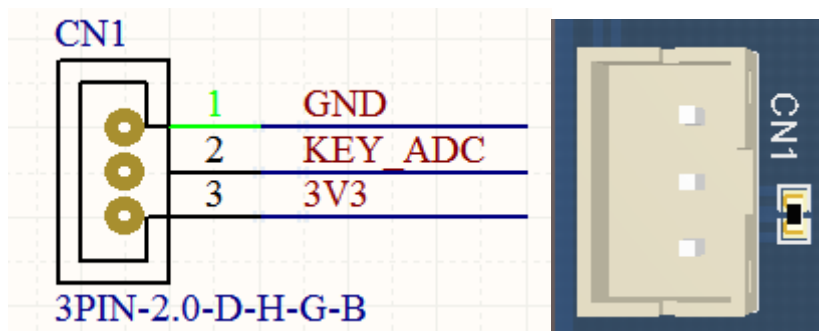 CN1
1 GND
2 KEY_ADC
3 3V3
3PIN-2.0-D-H-G-B
CN1